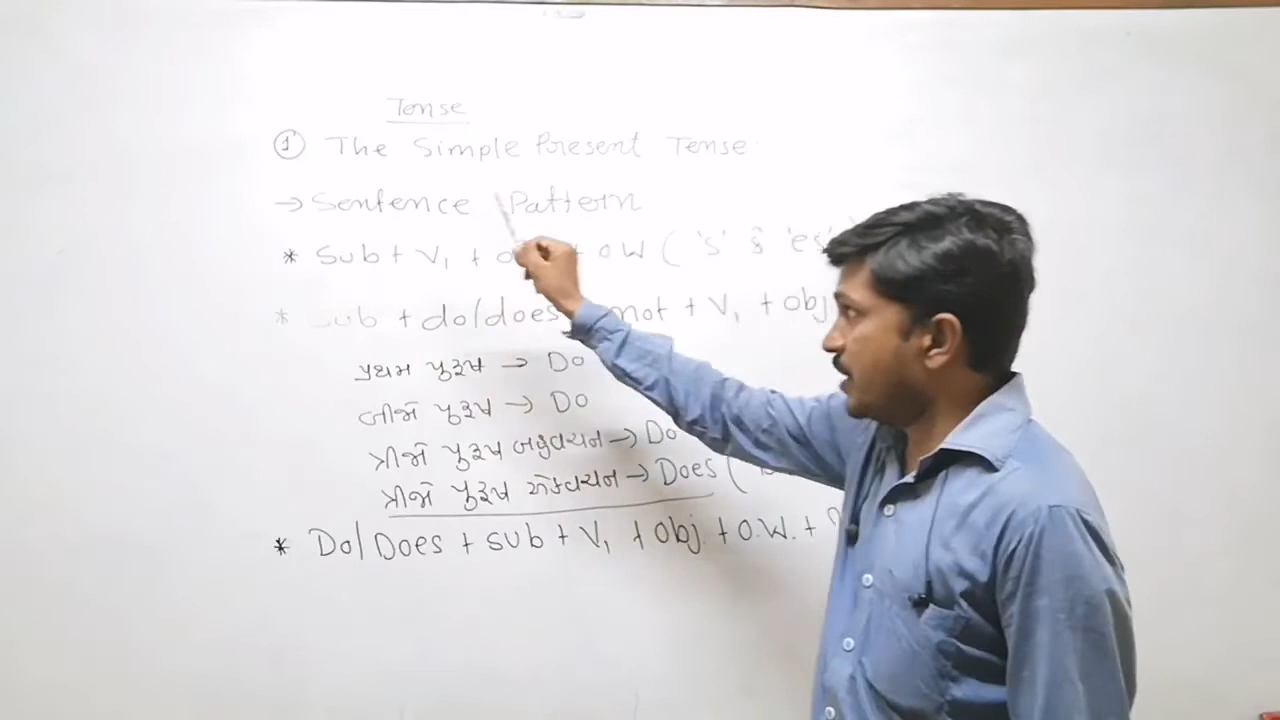 Tense
① The Simple Present Tense
→ Sentence Pattern
* Sub + V₁ + + o.w ( 's' & 'es'
* Sub + do/does not + V₁ + obj
પ્રથમ પુરૂષ → Do
બીજો પુરૂષ → Do
ત્રીજો પુરૂષ બહુવચન → Do
ત્રીજો પુરૂષ એકવચન → Does (
* Do/Does + sub + V₁ + obj. + o.w. +